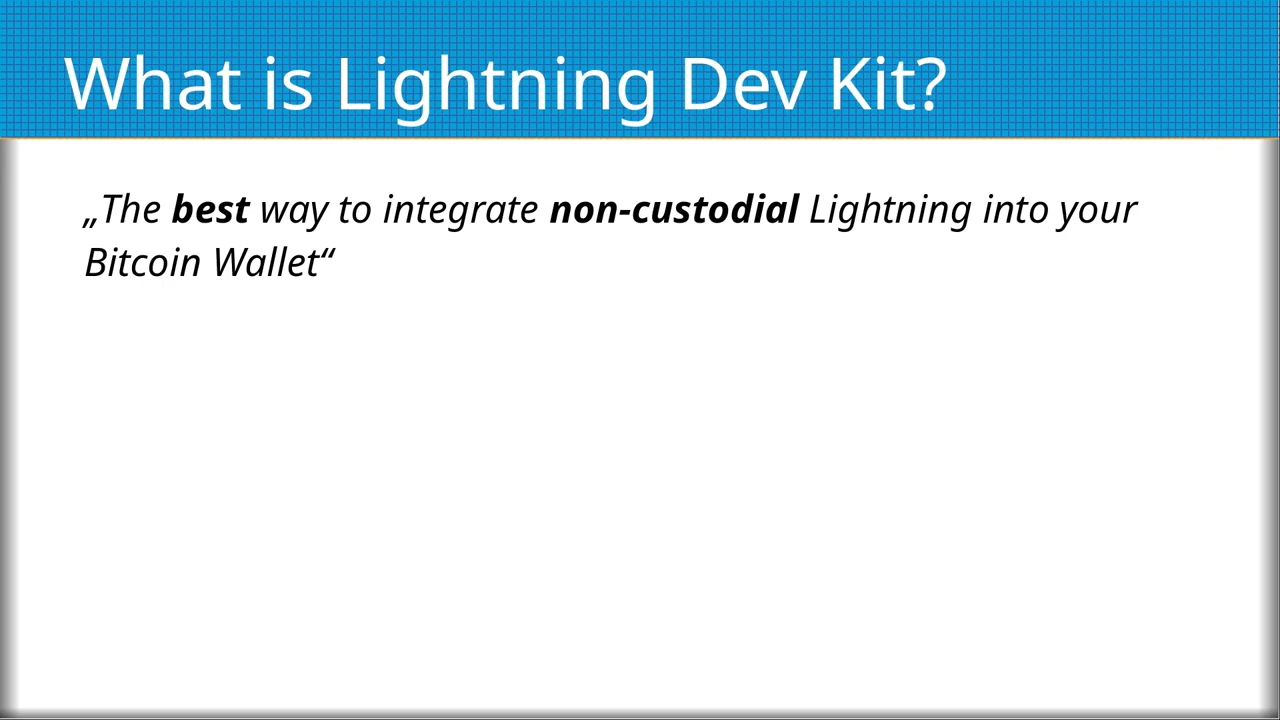 What is Lightning Dev Kit?
„The best way to integrate non-custodial Lightning into your
Bitcoin Wallet“